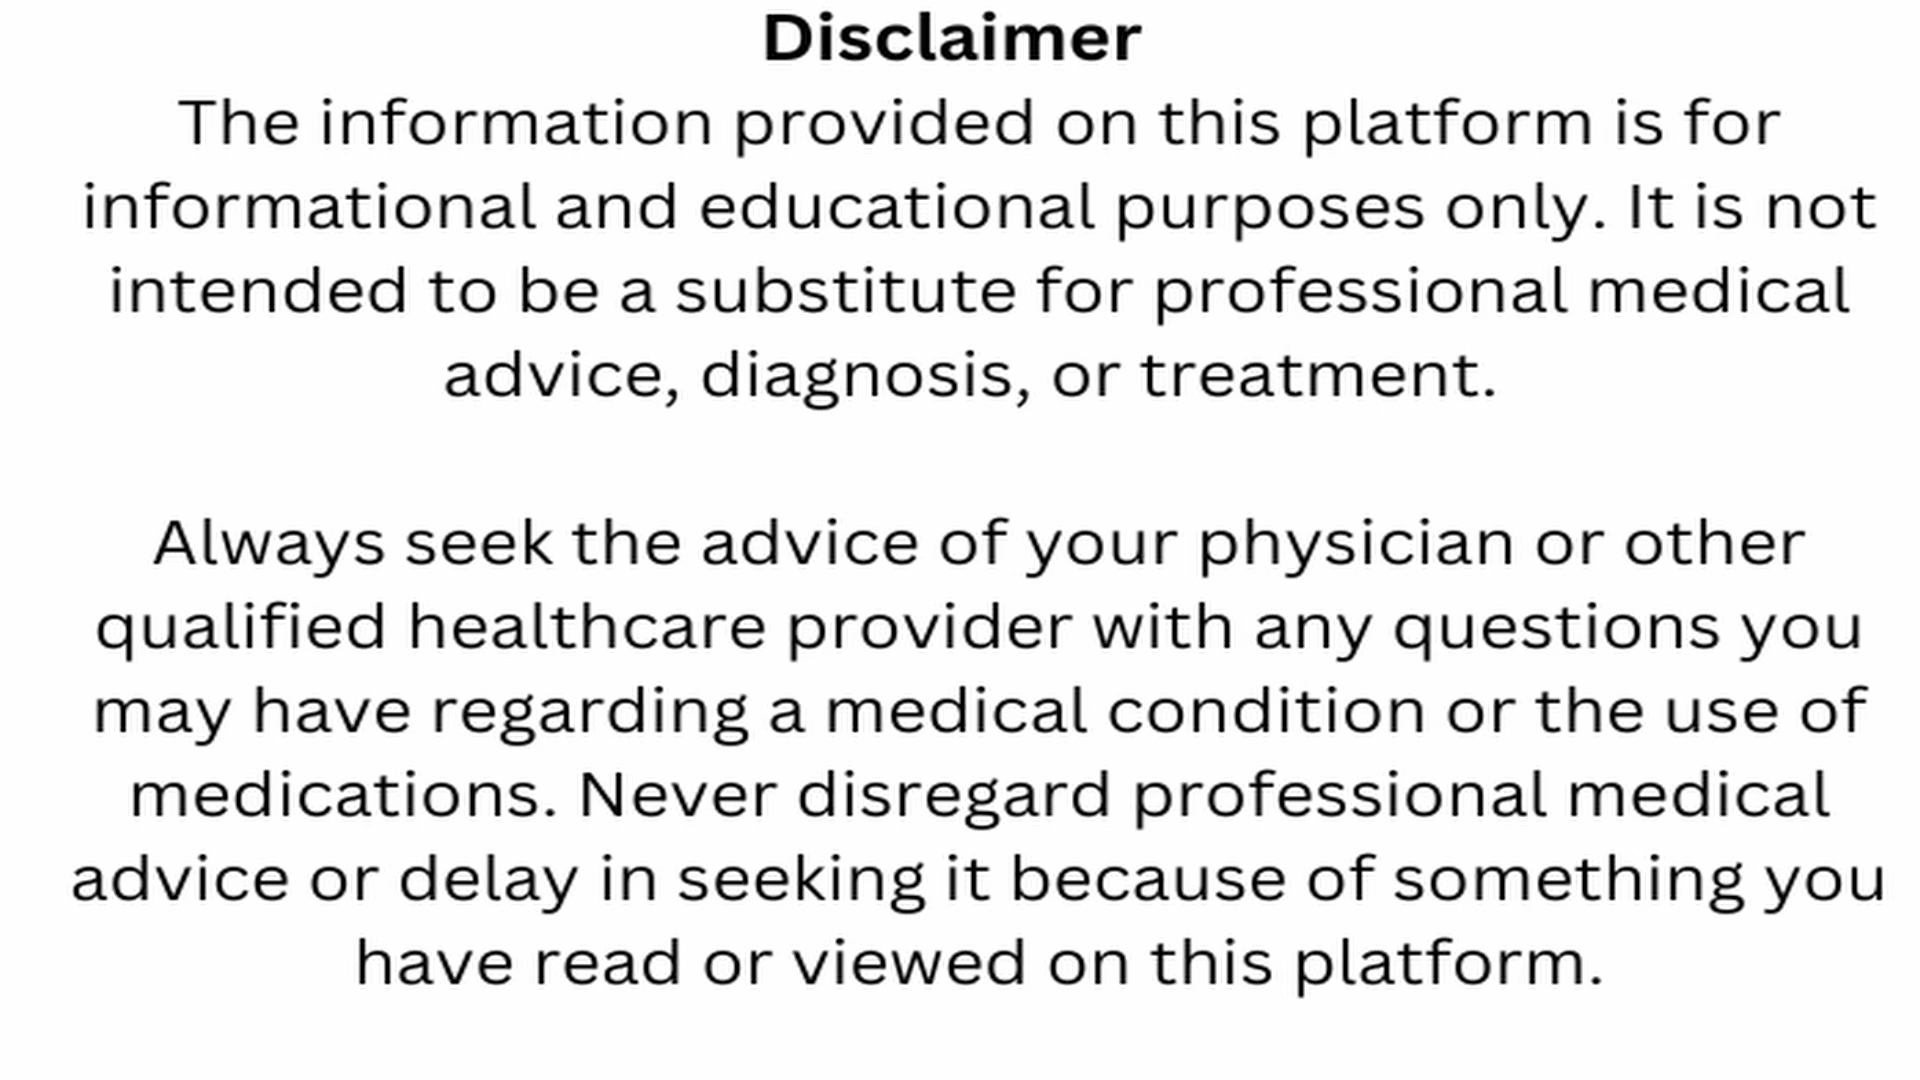 Disclaimer
The information provided on this platform is for
informational and educational purposes only. It is not
intended to be a substitute for professional medical
advice, diagnosis, or treatment.
Always seek the advice of your physician or other
qualified healthcare provider with any questions you
may have regarding a medical condition or the use of
medications. Never disregard professional medical
advice or delay in seeking it because of something you
have read or viewed on this platform.